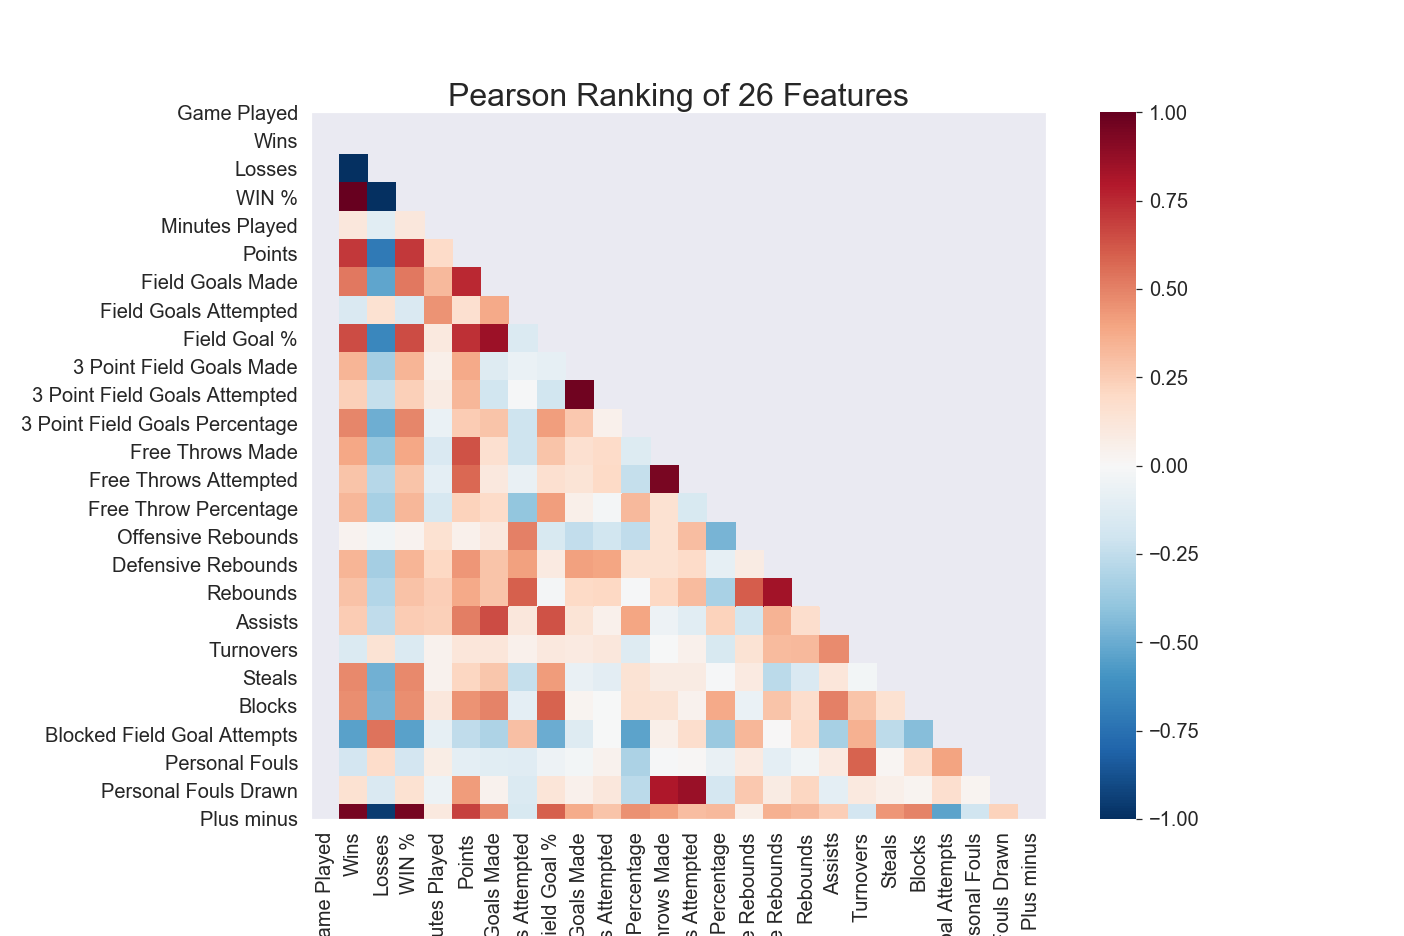 Pearson Ranking of 26 Features
Game Played
Wins
Losses
WIN %
Minutes Played
Points
Field Goals Made
Field Goals Attempted
Field Goal %
3 Point Field Goals Made
3 Point Field Goals Attempted
3 Point Field Goals Percentage
Free Throws Made
Free Throws Attempted
Free Throw Percentage
Offensive Rebounds
Defensive Rebounds
Rebounds
Assists
Turnovers
Steals
Blocks
Blocked Field Goal Attempts
Personal Fouls
Personal Fouls Drawn
Plus minus
ame Played
Wins
Losses
WIN %
utes Played
Points
Goals Made
s Attempted
ield Goal %
Goals Made
s Attempted
Percentage
hrows Made
s Attempted
Percentage
e Rebounds
e Rebounds
Rebounds
Assists
Turnovers
Steals
Blocks
oal Attempts
sonal Fouls
Fouls Drawn
Plus minus
1.00
0.75
0.50
0.25
0.00
−0.25
−0.50
−0.75
−1.00